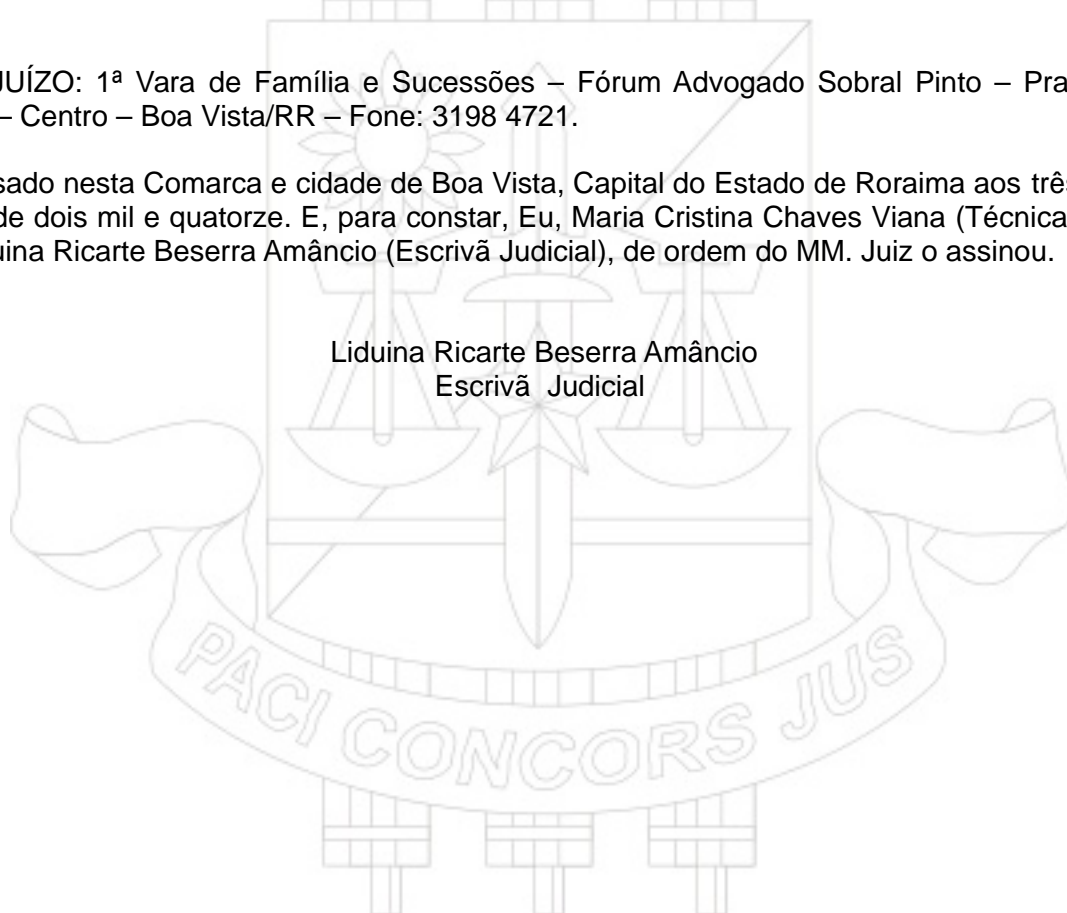 JUÍZO: 1ª Vara de Família e Sucessões – Fórum Advogado Sobral Pinto – Pra
– Centro – Boa Vista/RR – Fone: 3198 4721.
sado nesta Comarca e cidade de Boa Vista, Capital do Estado de Roraima aos três
de dois mil e quatorze. E, para constar, Eu, Maria Cristina Chaves Viana (Técnica
uina Ricarte Beserra Amâncio (Escrivã Judicial), de ordem do MM. Juiz o assinou.
Liduina Ricarte Beserra Amâncio
Escrivã Judicial
PACI CONCORS JUS